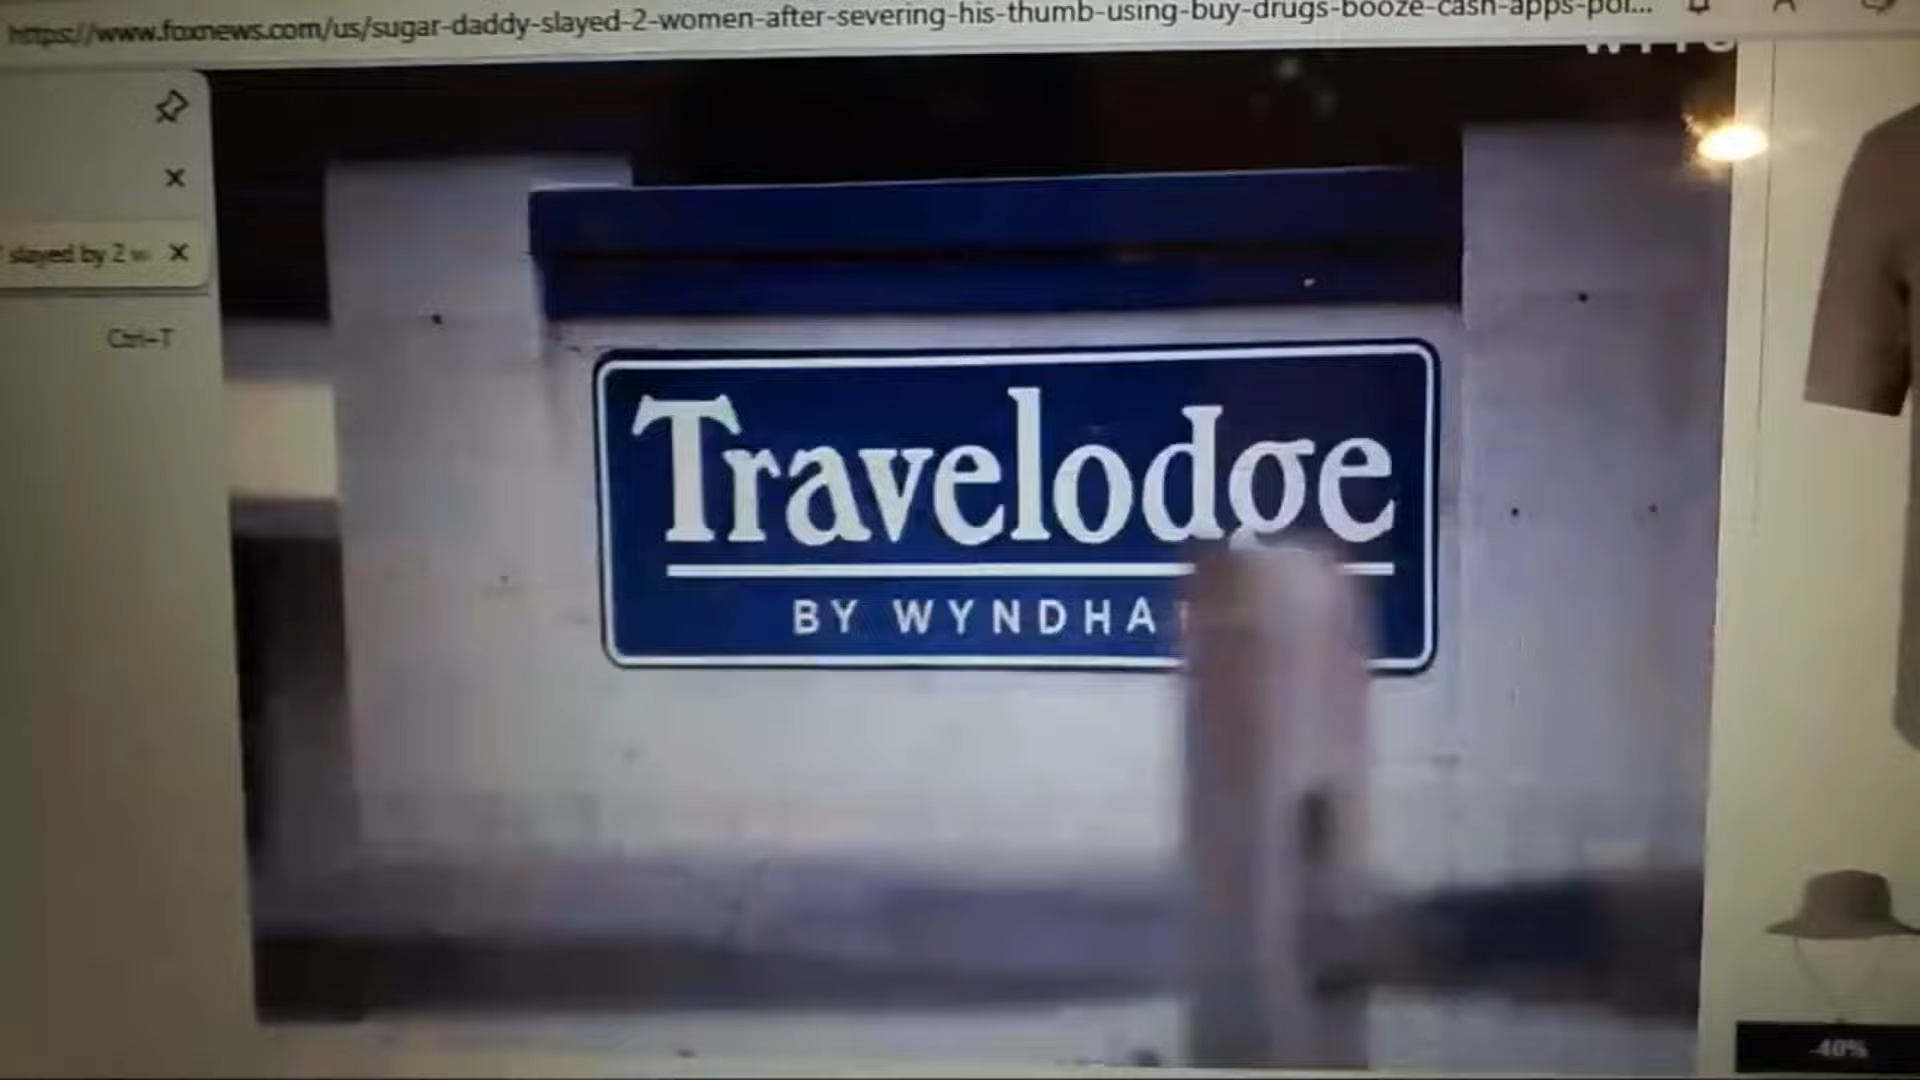 https://www.foxnews.com/us/sugar-daddy-slayed-2-women-after-severing-his-thumb-using-buy-drugs-booze-cash-apps-pol...
slayed by 2 w
Ctrl-T
Travelodge
BY WYNDHA
-40%